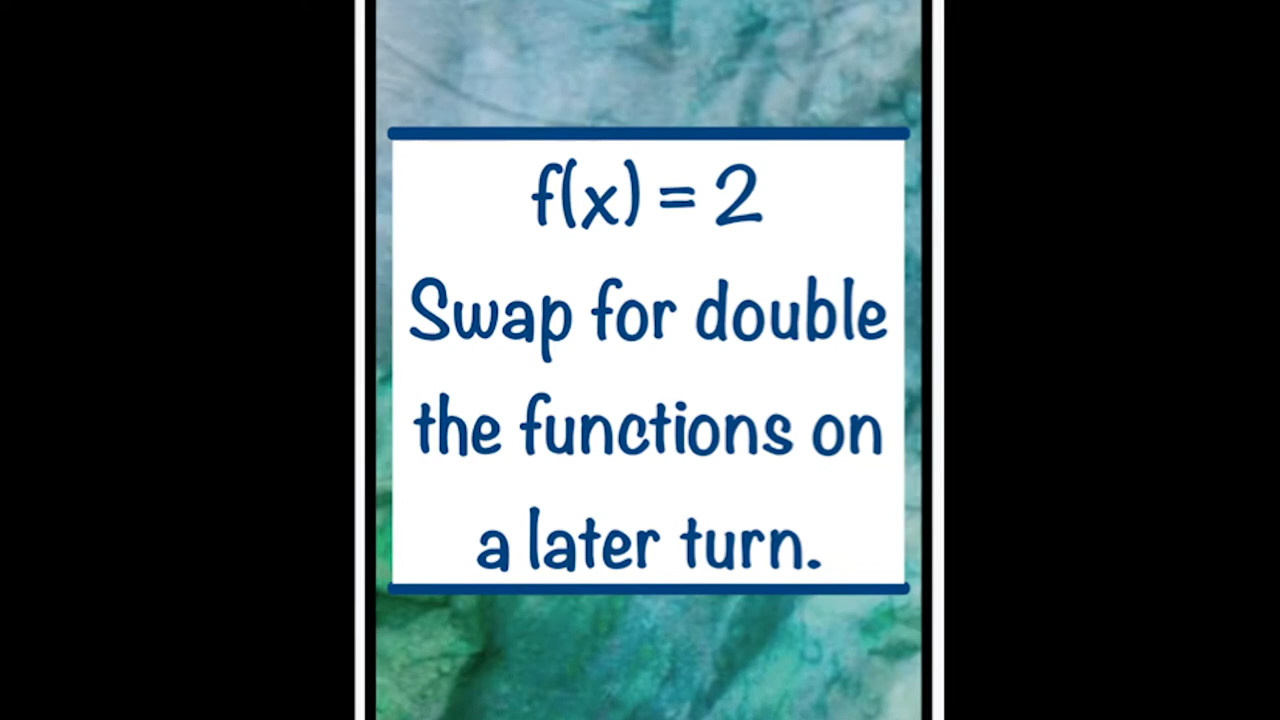 f(x) = 2
Swap for double
the functions on
a later turn.